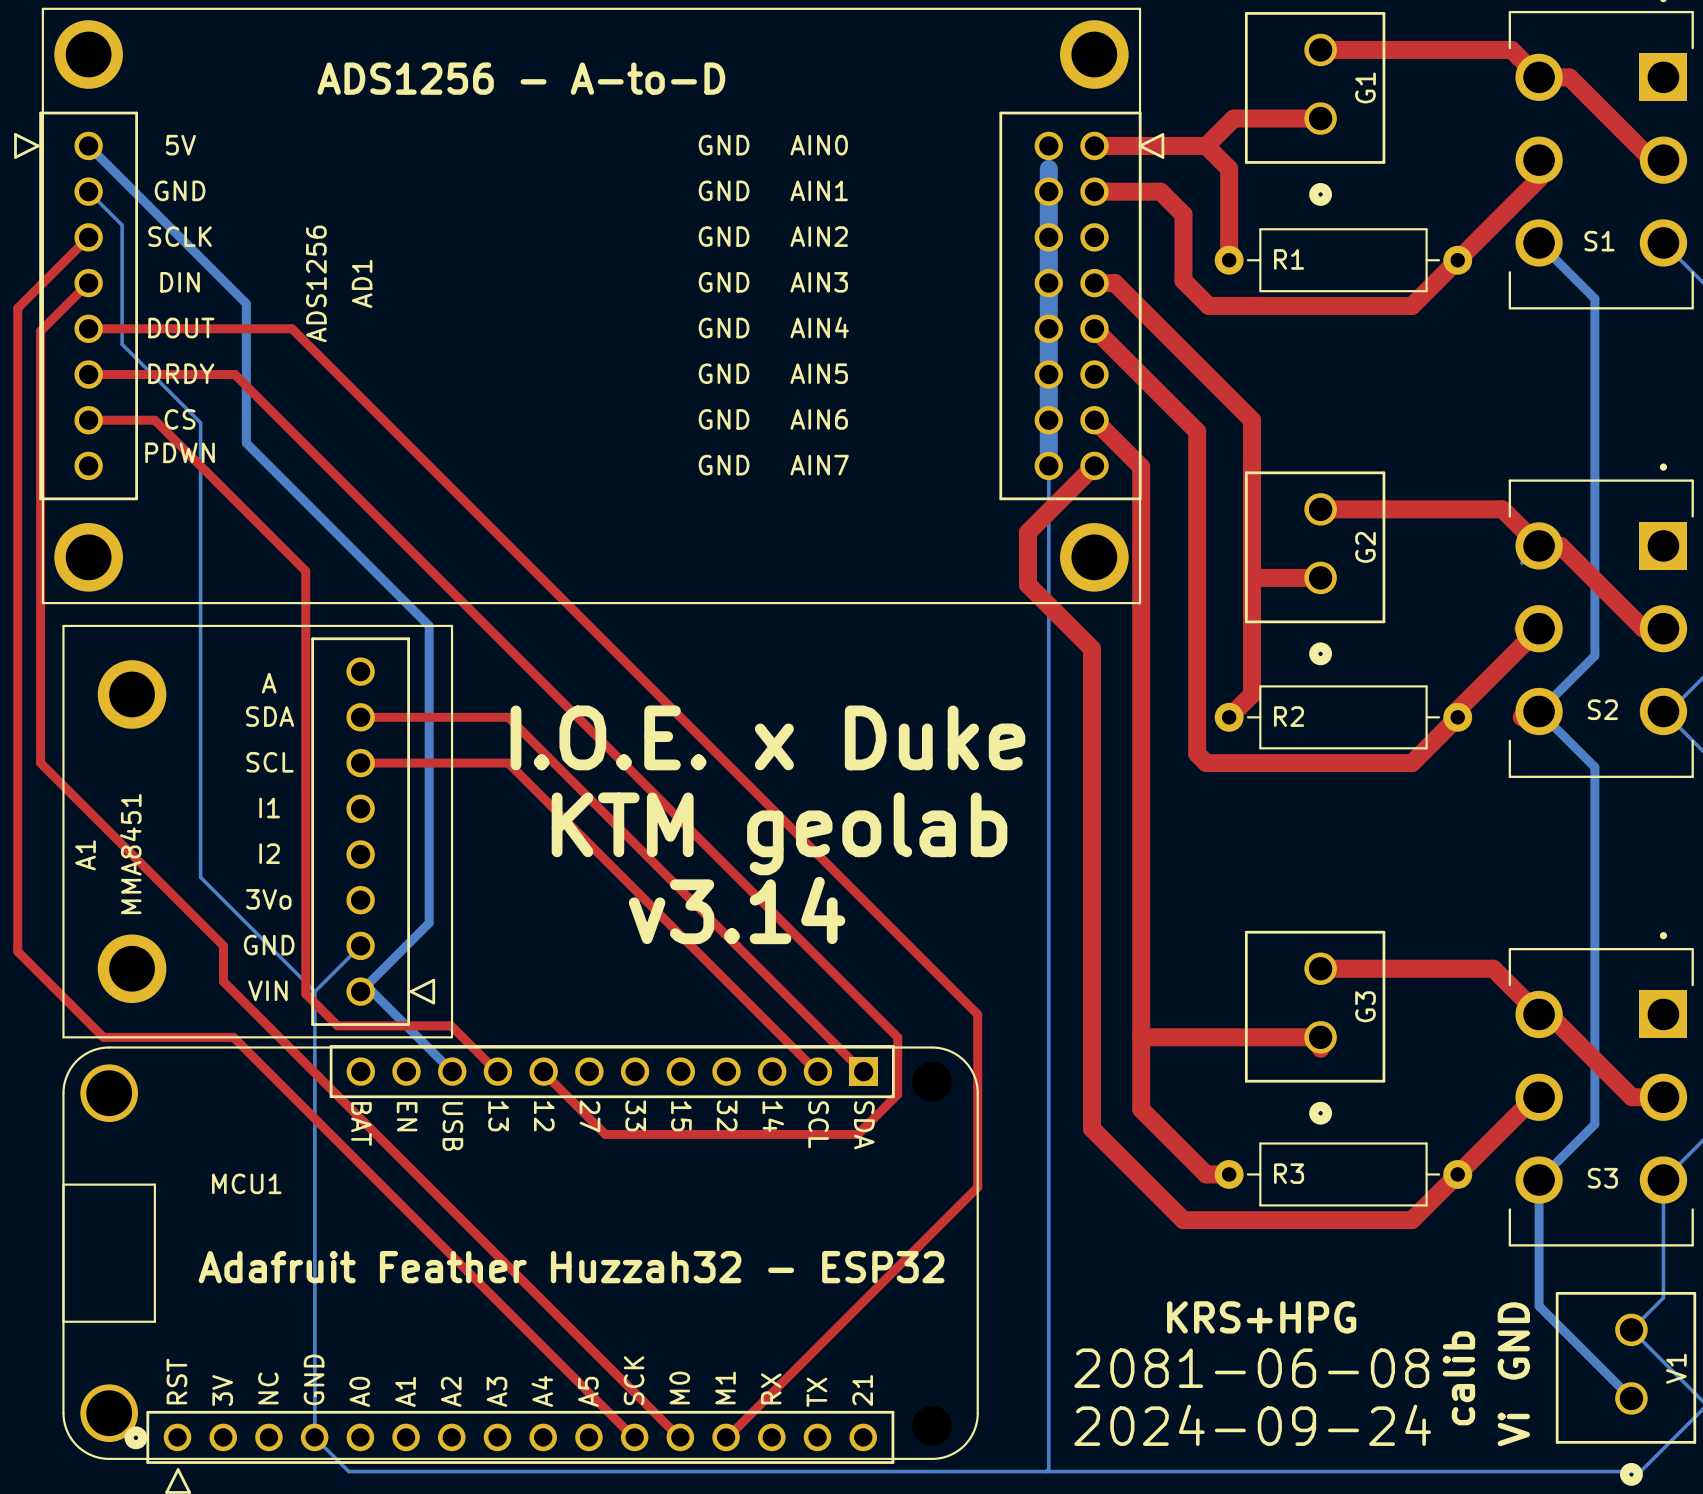 ADS1256 - A-to-D
5V GND AIN0
GND GND AIN1
SCLK GND AIN2
DIN GND AIN3
DOUT GND AIN4
DRDY GND AIN5
CS GND AIN6
PDWN GND AIN7
ADS1256
AD1
G1
R1
S1
G2
R2
S2
G3
R3
S3
A
SDA
SCL
I1
I2
3Vo
GND
VIN
A1
MMA8451
I.O.E. x Duke
KTM geolab
v3.14
BAT EN USB 13 12 27 33 15 32 14 SCL SDA
MCU1
Adafruit Feather Huzzah32 - ESP32
RST 3V NC GND A0 A1 A2 A3 A4 A5 SCK M0 M1 RX TX 21
KRS+HPG
2081-06-08
2024-09-24
calib
Vi GND
V1